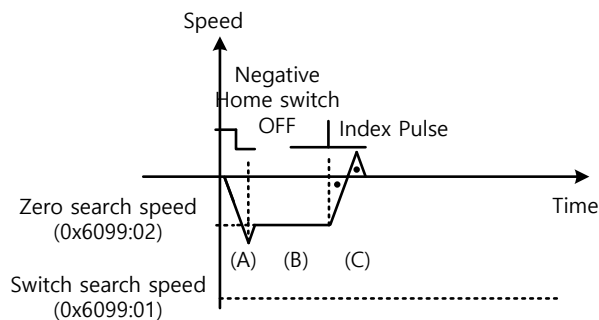 Speed
Negative
Home switch
OFF
Index Pulse
Zero search speed
(0x6099:02)
Time
(A)
(B)
(C)
Switch search speed
(0x6099:01)